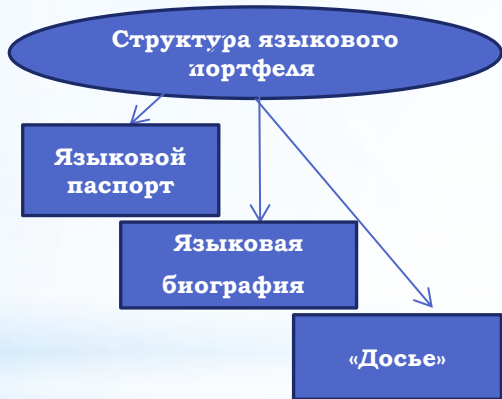 Структура языкового
портфеля
Языковой
паспорт
Языковая
биография
«Досье»